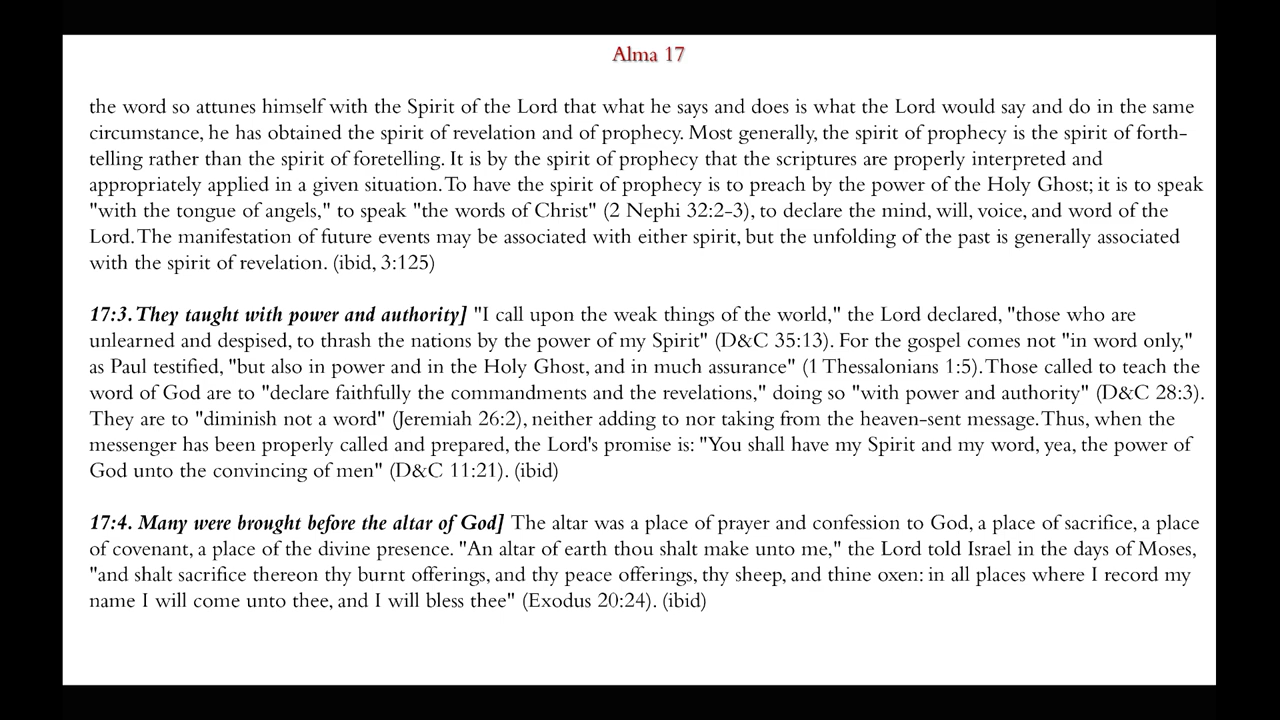 Alma 17
the word so attunes himself with the Spirit of the Lord that what he says and does is what the Lord would say and do in the same
circumstance, he has obtained the spirit of revelation and of prophecy. Most generally, the spirit of prophecy is the spirit of forth-
telling rather than the spirit of foretelling. It is by the spirit of prophecy that the scriptures are properly interpreted and
appropriately applied in a given situation. To have the spirit of prophecy is to preach by the power of the Holy Ghost; it is to speak
"with the tongue of angels," to speak "the words of Christ" (2 Nephi 32:2-3), to declare the mind, will, voice, and word of the
Lord. The manifestation of future events may be associated with either spirit, but the unfolding of the past is generally associated
with the spirit of revelation. (ibid, 3:125)
17:3. They taught with power and authority] "I call upon the weak things of the world," the Lord declared, "those who are
unlearned and despised, to thrash the nations by the power of my Spirit" (D&C 35:13). For the gospel comes not "in word only,"
as Paul testified, "but also in power and in the Holy Ghost, and in much assurance" (1 Thessalonians 1:5). Those called to teach the
word of God are to "declare faithfully the commandments and the revelations," doing so "with power and authority" (D&C 28:3).
They are to "diminish not a word" (Jeremiah 26:2), neither adding to nor taking from the heaven-sent message. Thus, when the
messenger has been properly called and prepared, the Lord's promise is: "You shall have my Spirit and my word, yea, the power of
God unto the convincing of men" (D&C 11:21). (ibid)
17:4. Many were brought before the altar of God] The altar was a place of prayer and confession to God, a place of sacrifice, a place
of covenant, a place of the divine presence. "An altar of earth thou shalt make unto me," the Lord told Israel in the days of Moses,
"and shalt sacrifice thereon thy burnt offerings, and thy peace offerings, thy sheep, and thine oxen: in all places where I record my
name I will come unto thee, and I will bless thee" (Exodus 20:24). (ibid)